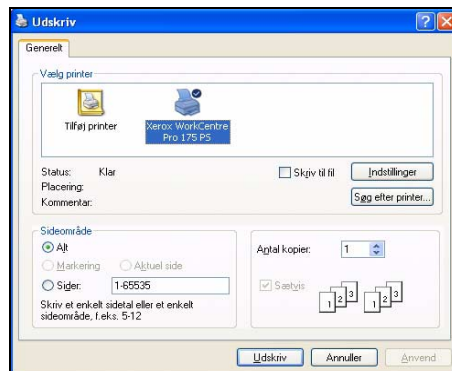 Udskriv
Generelt
Vælg printer
Tilføj printer
Xerox WorkCentre
Pro 175 PS
Status: Klar
Placering:
Kommentar:
Skriv til fil
Indstillinger
Søg efter printer...
Sideområde
Alt
Markering
Aktuel side
Sider: 1-65535
Skriv et enkelt sidetal eller et enkelt
sideområde, f.eks. 5-12
Antal kopier: 1
Sætvis
1 2 3 1 2 3
Udskriv
Annuller
Anvend